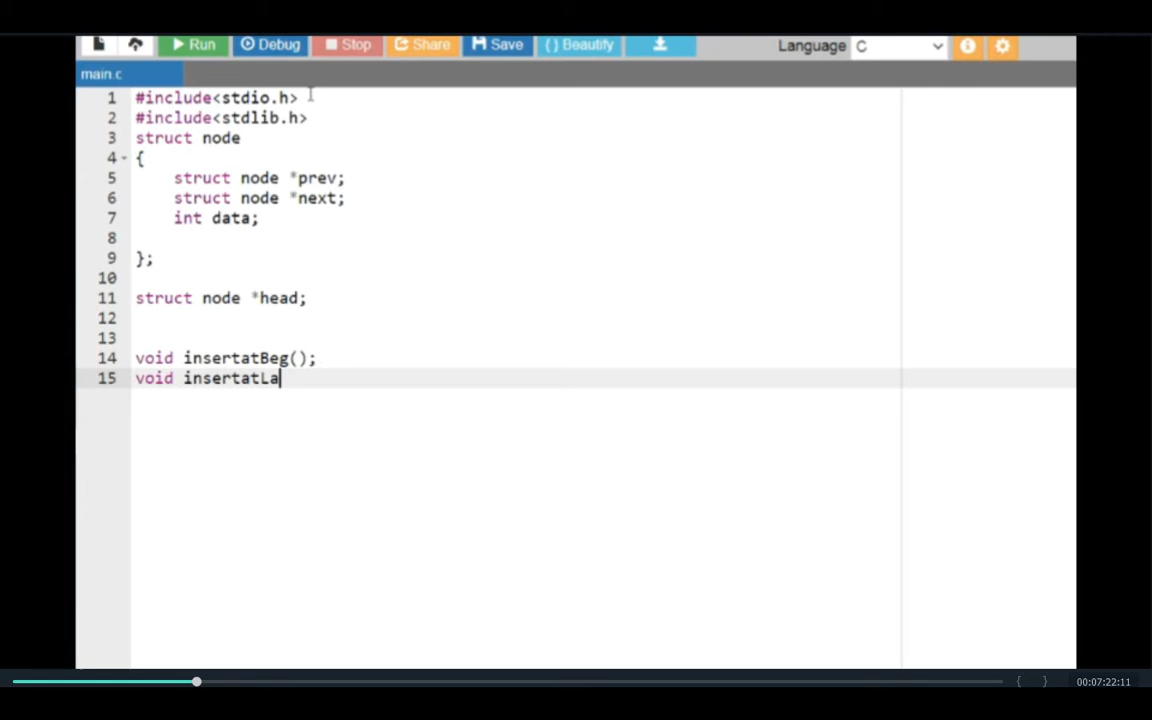 Run Debug Stop Share Save { } Beautify Language C
main.c
1 #include<stdio.h>
2 #include<stdlib.h>
3 struct node
4 {
5 struct node *prev;
6 struct node *next;
7 int data;
8
9 };
10
11 struct node *head;
12
13
14 void insertatBeg();
15 void insertatLa
{ } 00:07:22:11